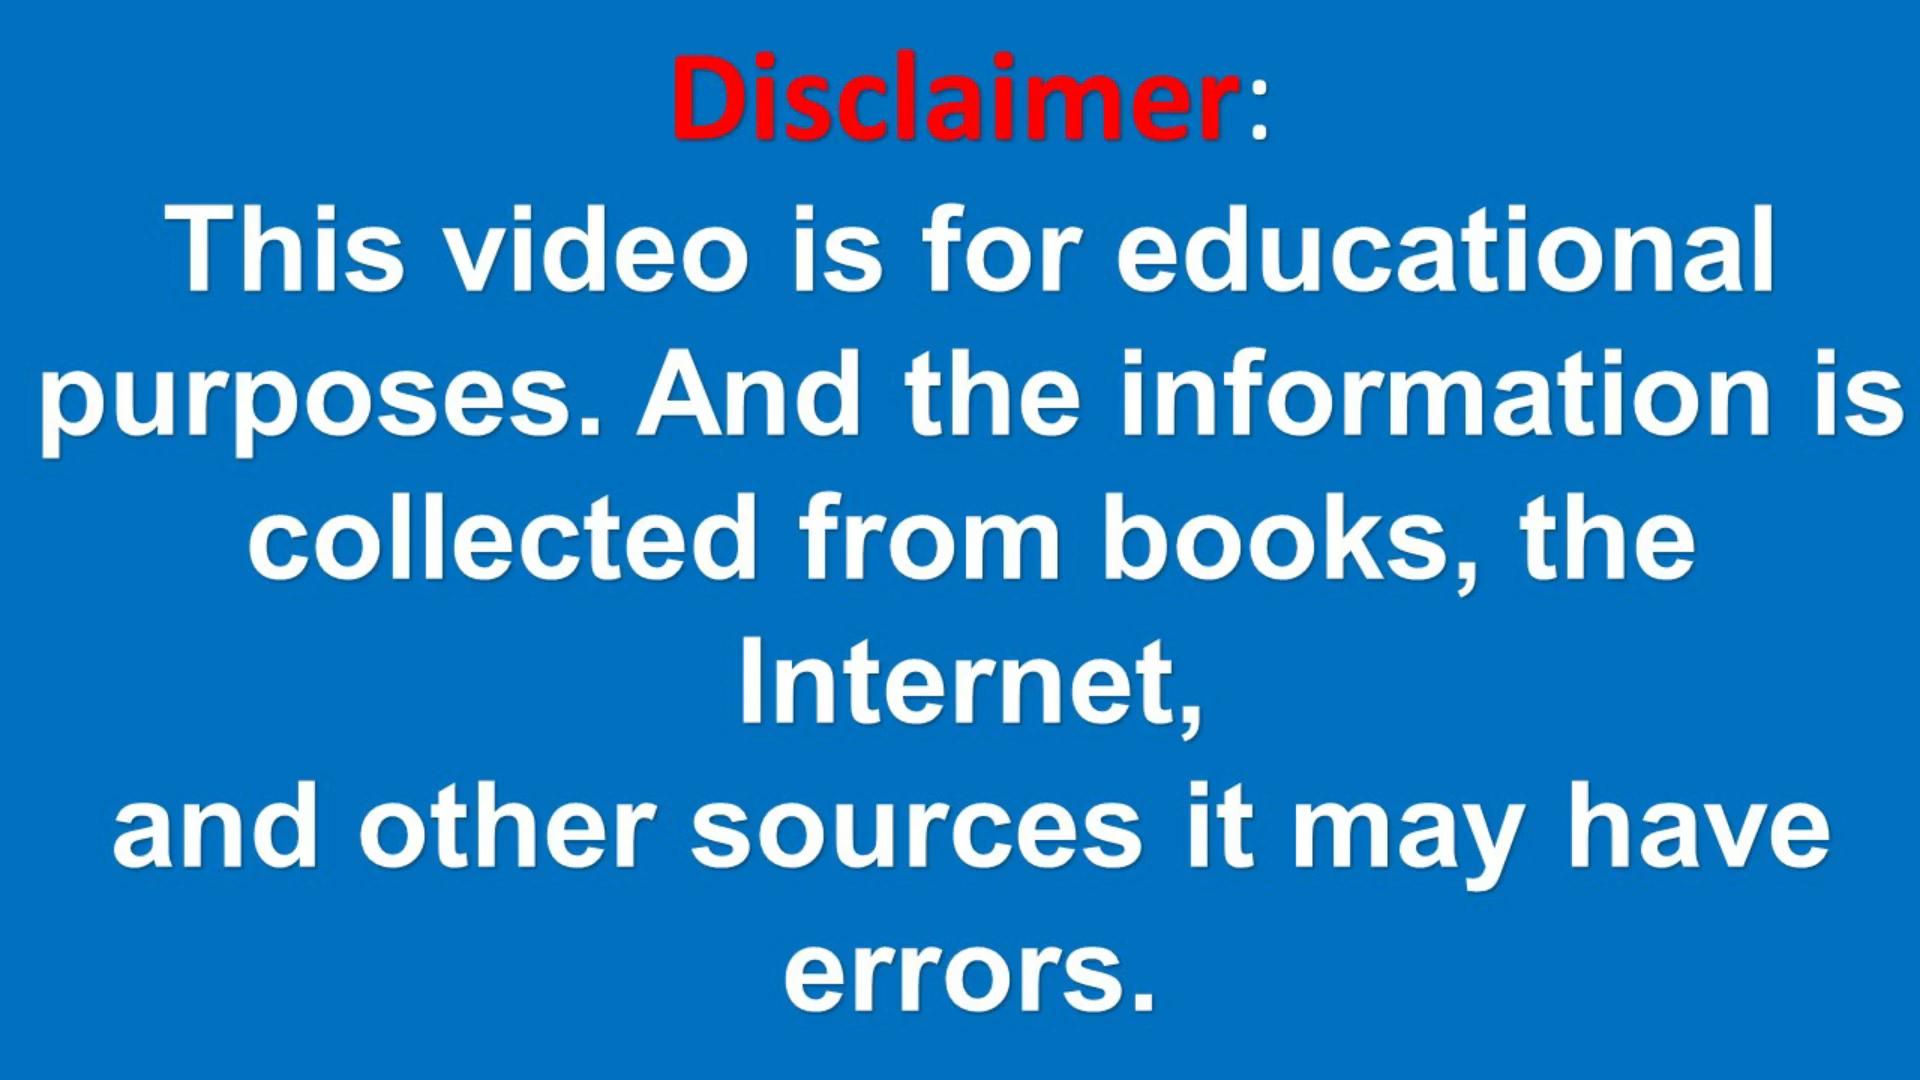 Disclaimer:
This video is for educational
purposes. And the information is
collected from books, the
Internet,
and other sources it may have
errors.